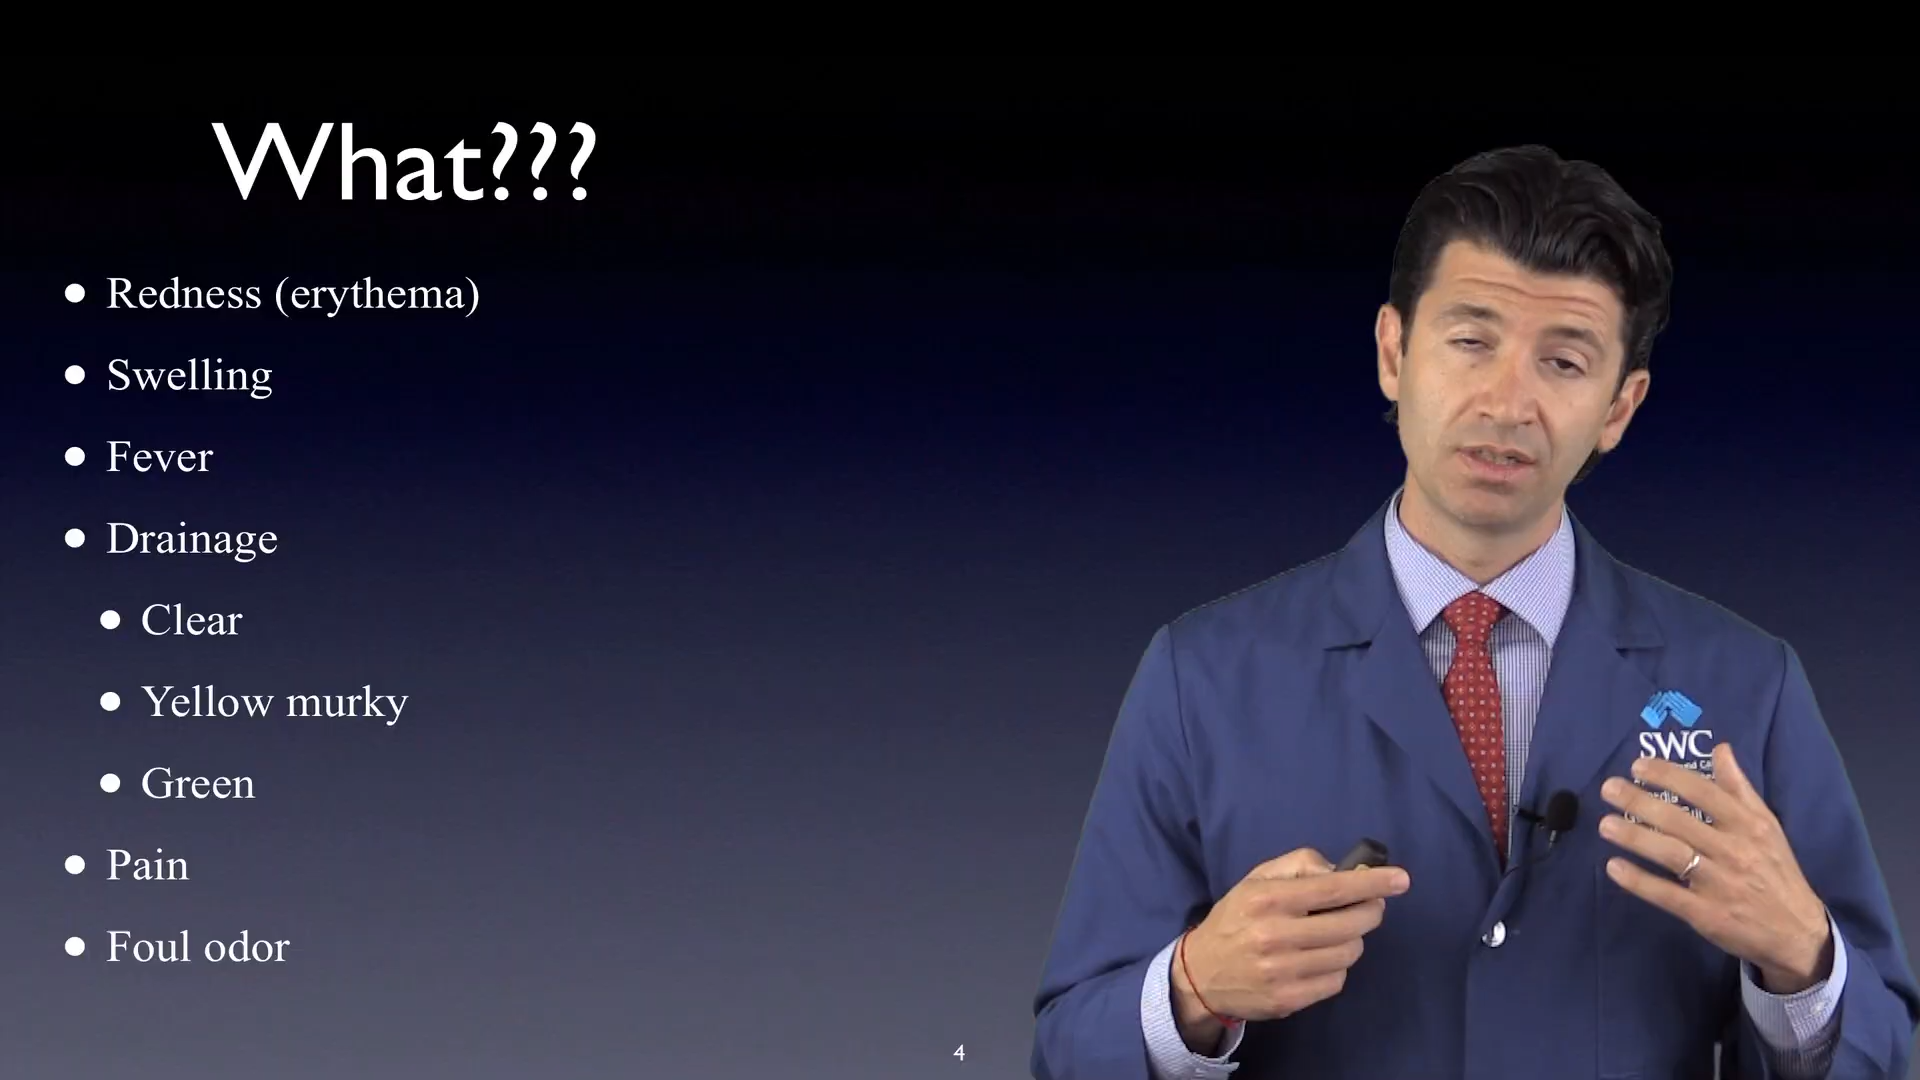 What???
Redness (erythema)
Swelling
Fever
Drainage
Clear
Yellow murky
Green
Pain
Foul odor
4
SWC